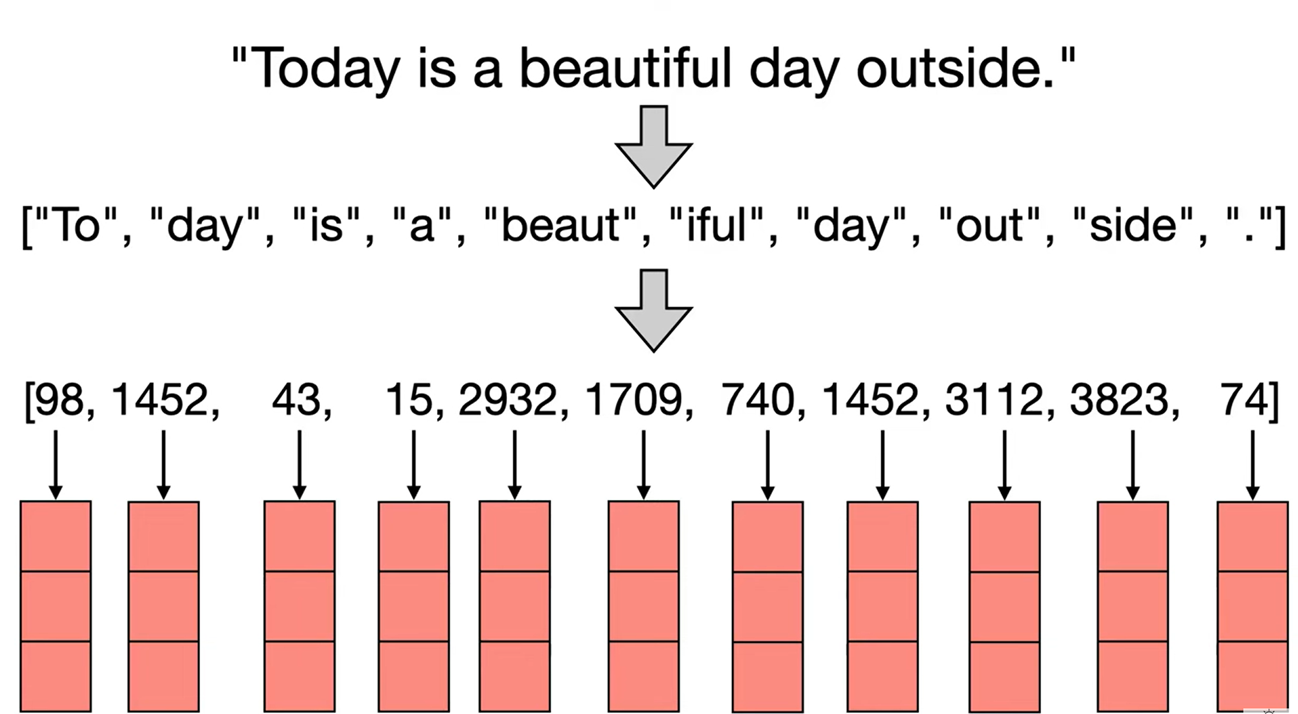 "Today is a beautiful day outside."
["To", "day", "is", "a", "beaut", "iful", "day", "out", "side", "."]
[98, 1452, 43, 15, 2932, 1709, 740, 1452, 3112, 3823, 74]